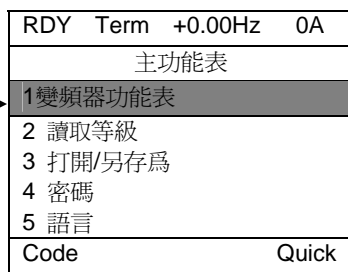 RDY Term +0.00Hz 0A
主功能表
1變頻器功能表
2 讀取等級
3 打開/另存爲
4 密碼
5 語言
Code Quick